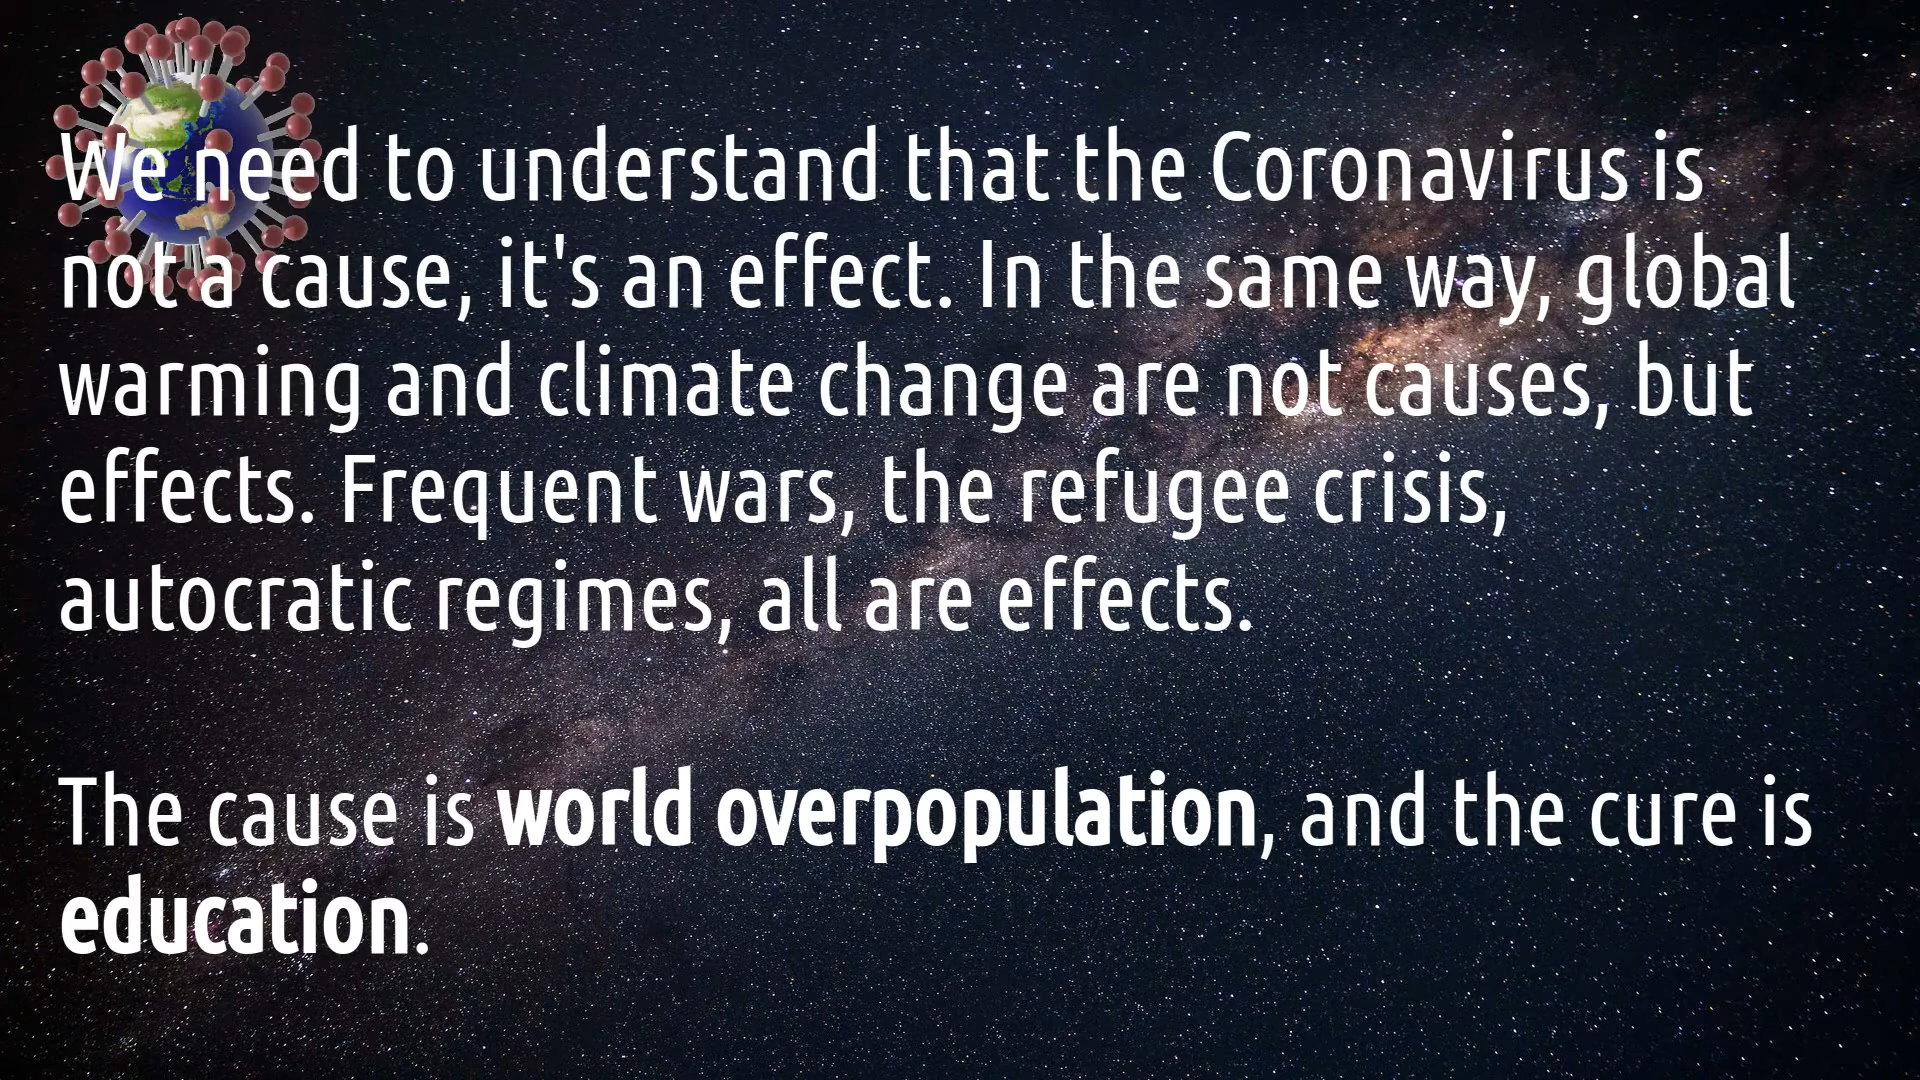 We need to understand that the Coronavirus is
not a cause, it's an effect. In the same way, global
warming and climate change are not causes, but
effects. Frequent wars, the refugee crisis,
autocratic regimes, all are effects.
The cause is world overpopulation, and the cure is
education.